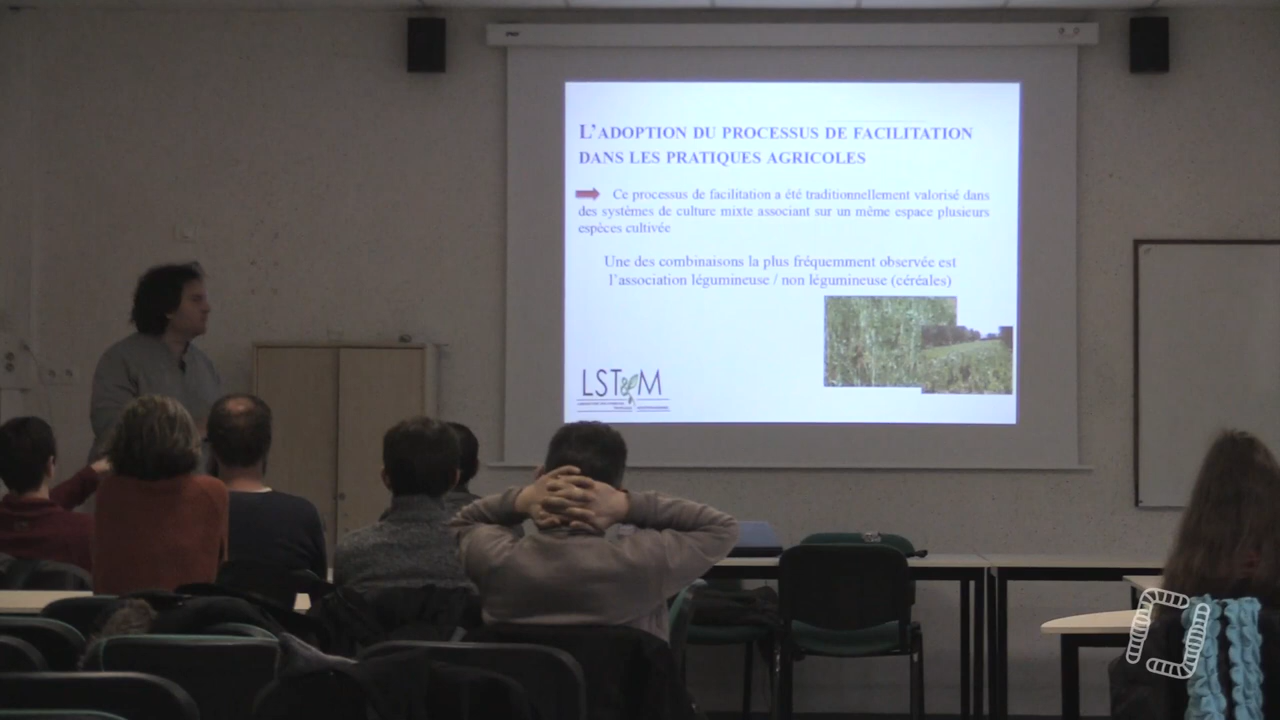 L'ADOPTION DU PROCESSUS DE FACILITATION
DANS LES PRATIQUES AGRICOLES
Ce processus de facilitation a été traditionnellement valorisé dans
des systèmes de culture mixte associant sur un même espace plusieurs
espèces cultivée
Une des combinaisons la plus fréquemment observée est
l'association légumineuse / non légumineuse (céréales)
LST&M